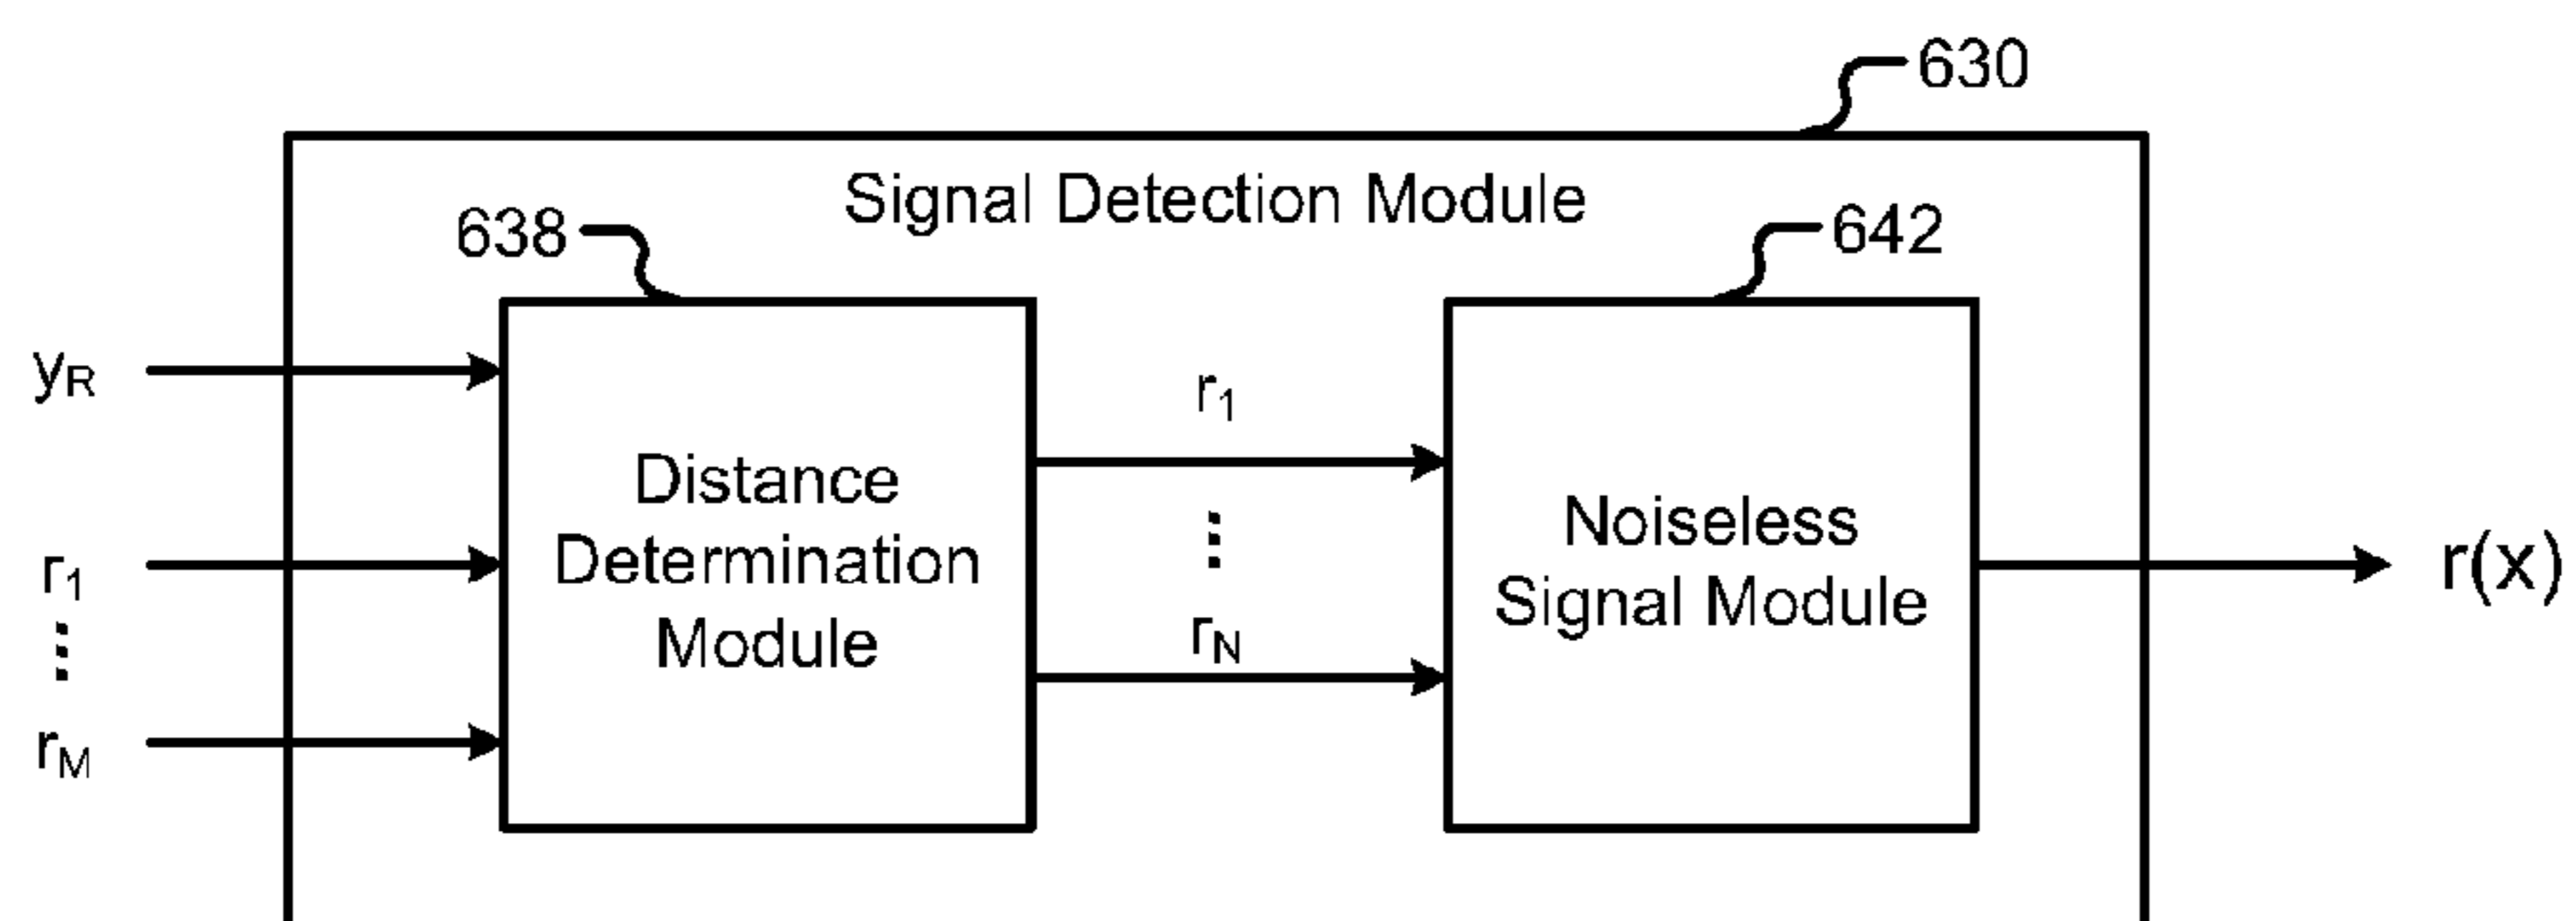 630
Signal Detection Module
638
642
yR
r1
⋮
rM
Distance
Determination
Module
r1
⋮
rN
Noiseless
Signal Module
r(x)